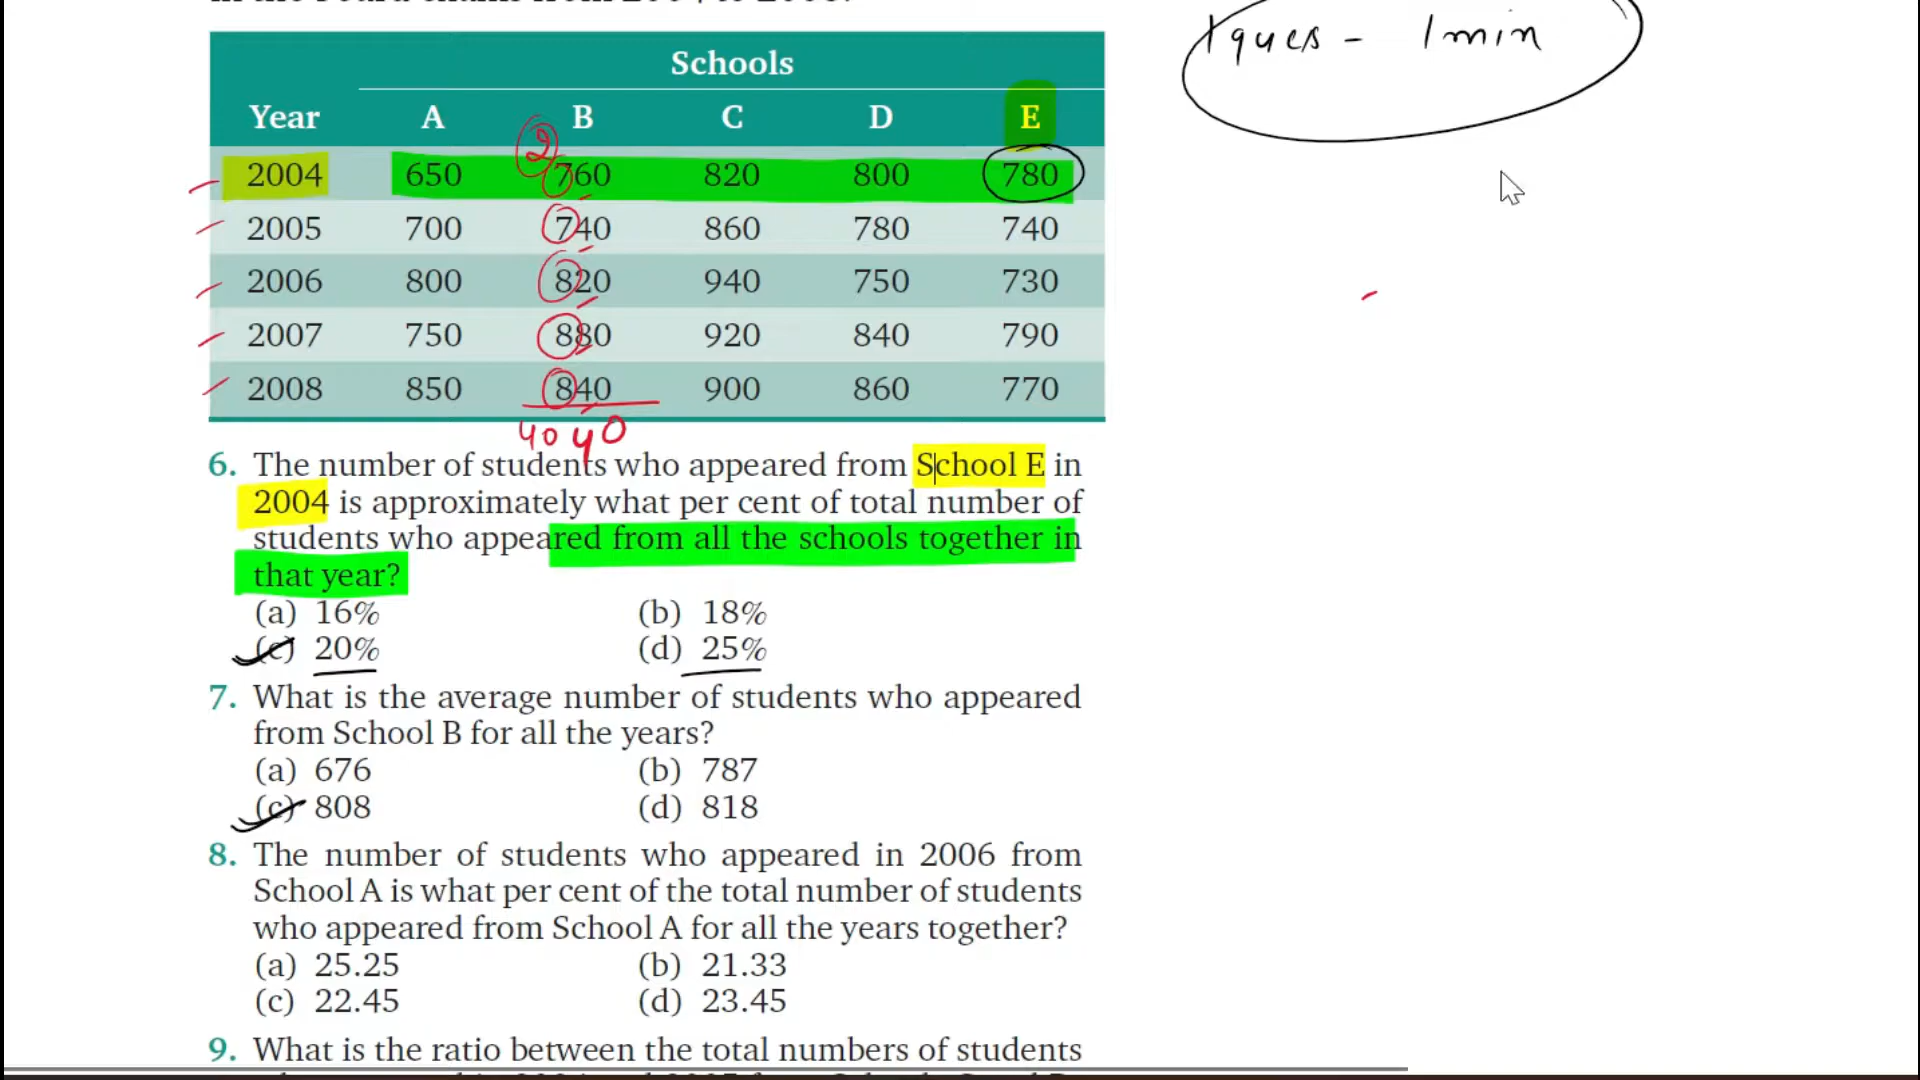 1 ques - 1 min
Schools
Year A B C D E
2
2004 650 760 820 800 780
2005 700 740 860 780 740
2006 800 820 940 750 730
2007 750 880 920 840 790
2008 850 840 900 860 770
40 40
6. The number of students who appeared from School E in
2004 is approximately what per cent of total number of
students who appeared from all the schools together in
that year?
(a) 16% (b) 18%
(c) 20% (d) 25%
7. What is the average number of students who appeared
from School B for all the years?
(a) 676 (b) 787
(c) 808 (d) 818
8. The number of students who appeared in 2006 from
School A is what per cent of the total number of students
who appeared from School A for all the years together?
(a) 25.25 (b) 21.33
(c) 22.45 (d) 23.45
9. What is the ratio between the total numbers of students